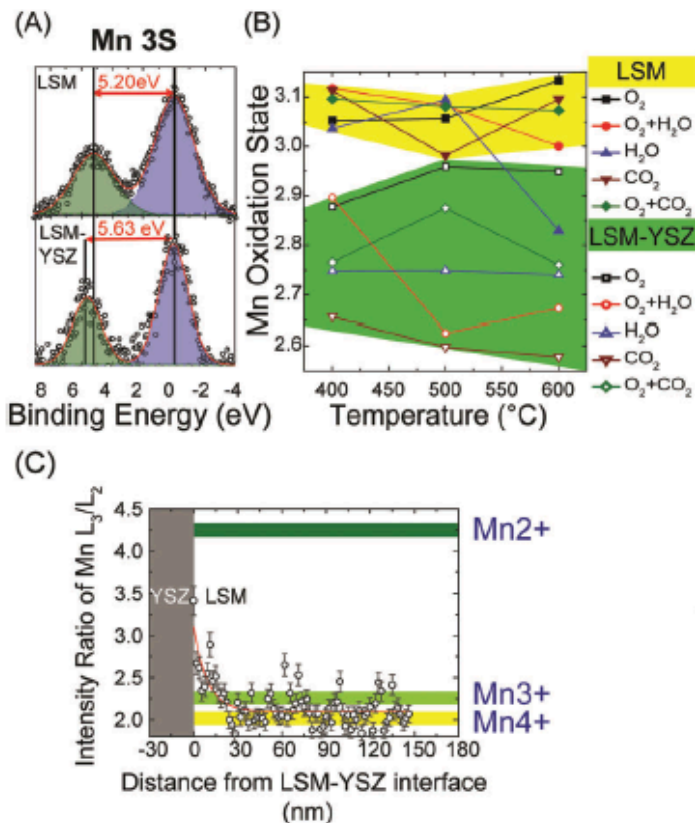 (A)
Mn 3S
LSM
5.20eV
LSM-
YSZ
5.63 eV
8 6 4 2 0 -2 -4
Binding Energy (eV)
(B)
Mn Oxidation State
3.1
3.0
2.9
2.8
2.7
2.6
400 500 600
Temperature (°C)
LSM
O₂
O₂+H₂O
H₂O
CO₂
O₂+CO₂
LSM-YSZ
O₂
O₂+H₂O
H₂O
CO₂
O₂+CO₂
(C)
Intensity Ratio of Mn L₃/L₂
4.5
4.0
3.5
3.0
2.5
2.0
YSZ LSM
Mn2+
Mn3+
Mn4+
-30 0 30 60 90 120 150 180
Distance from LSM-YSZ interface
(nm)